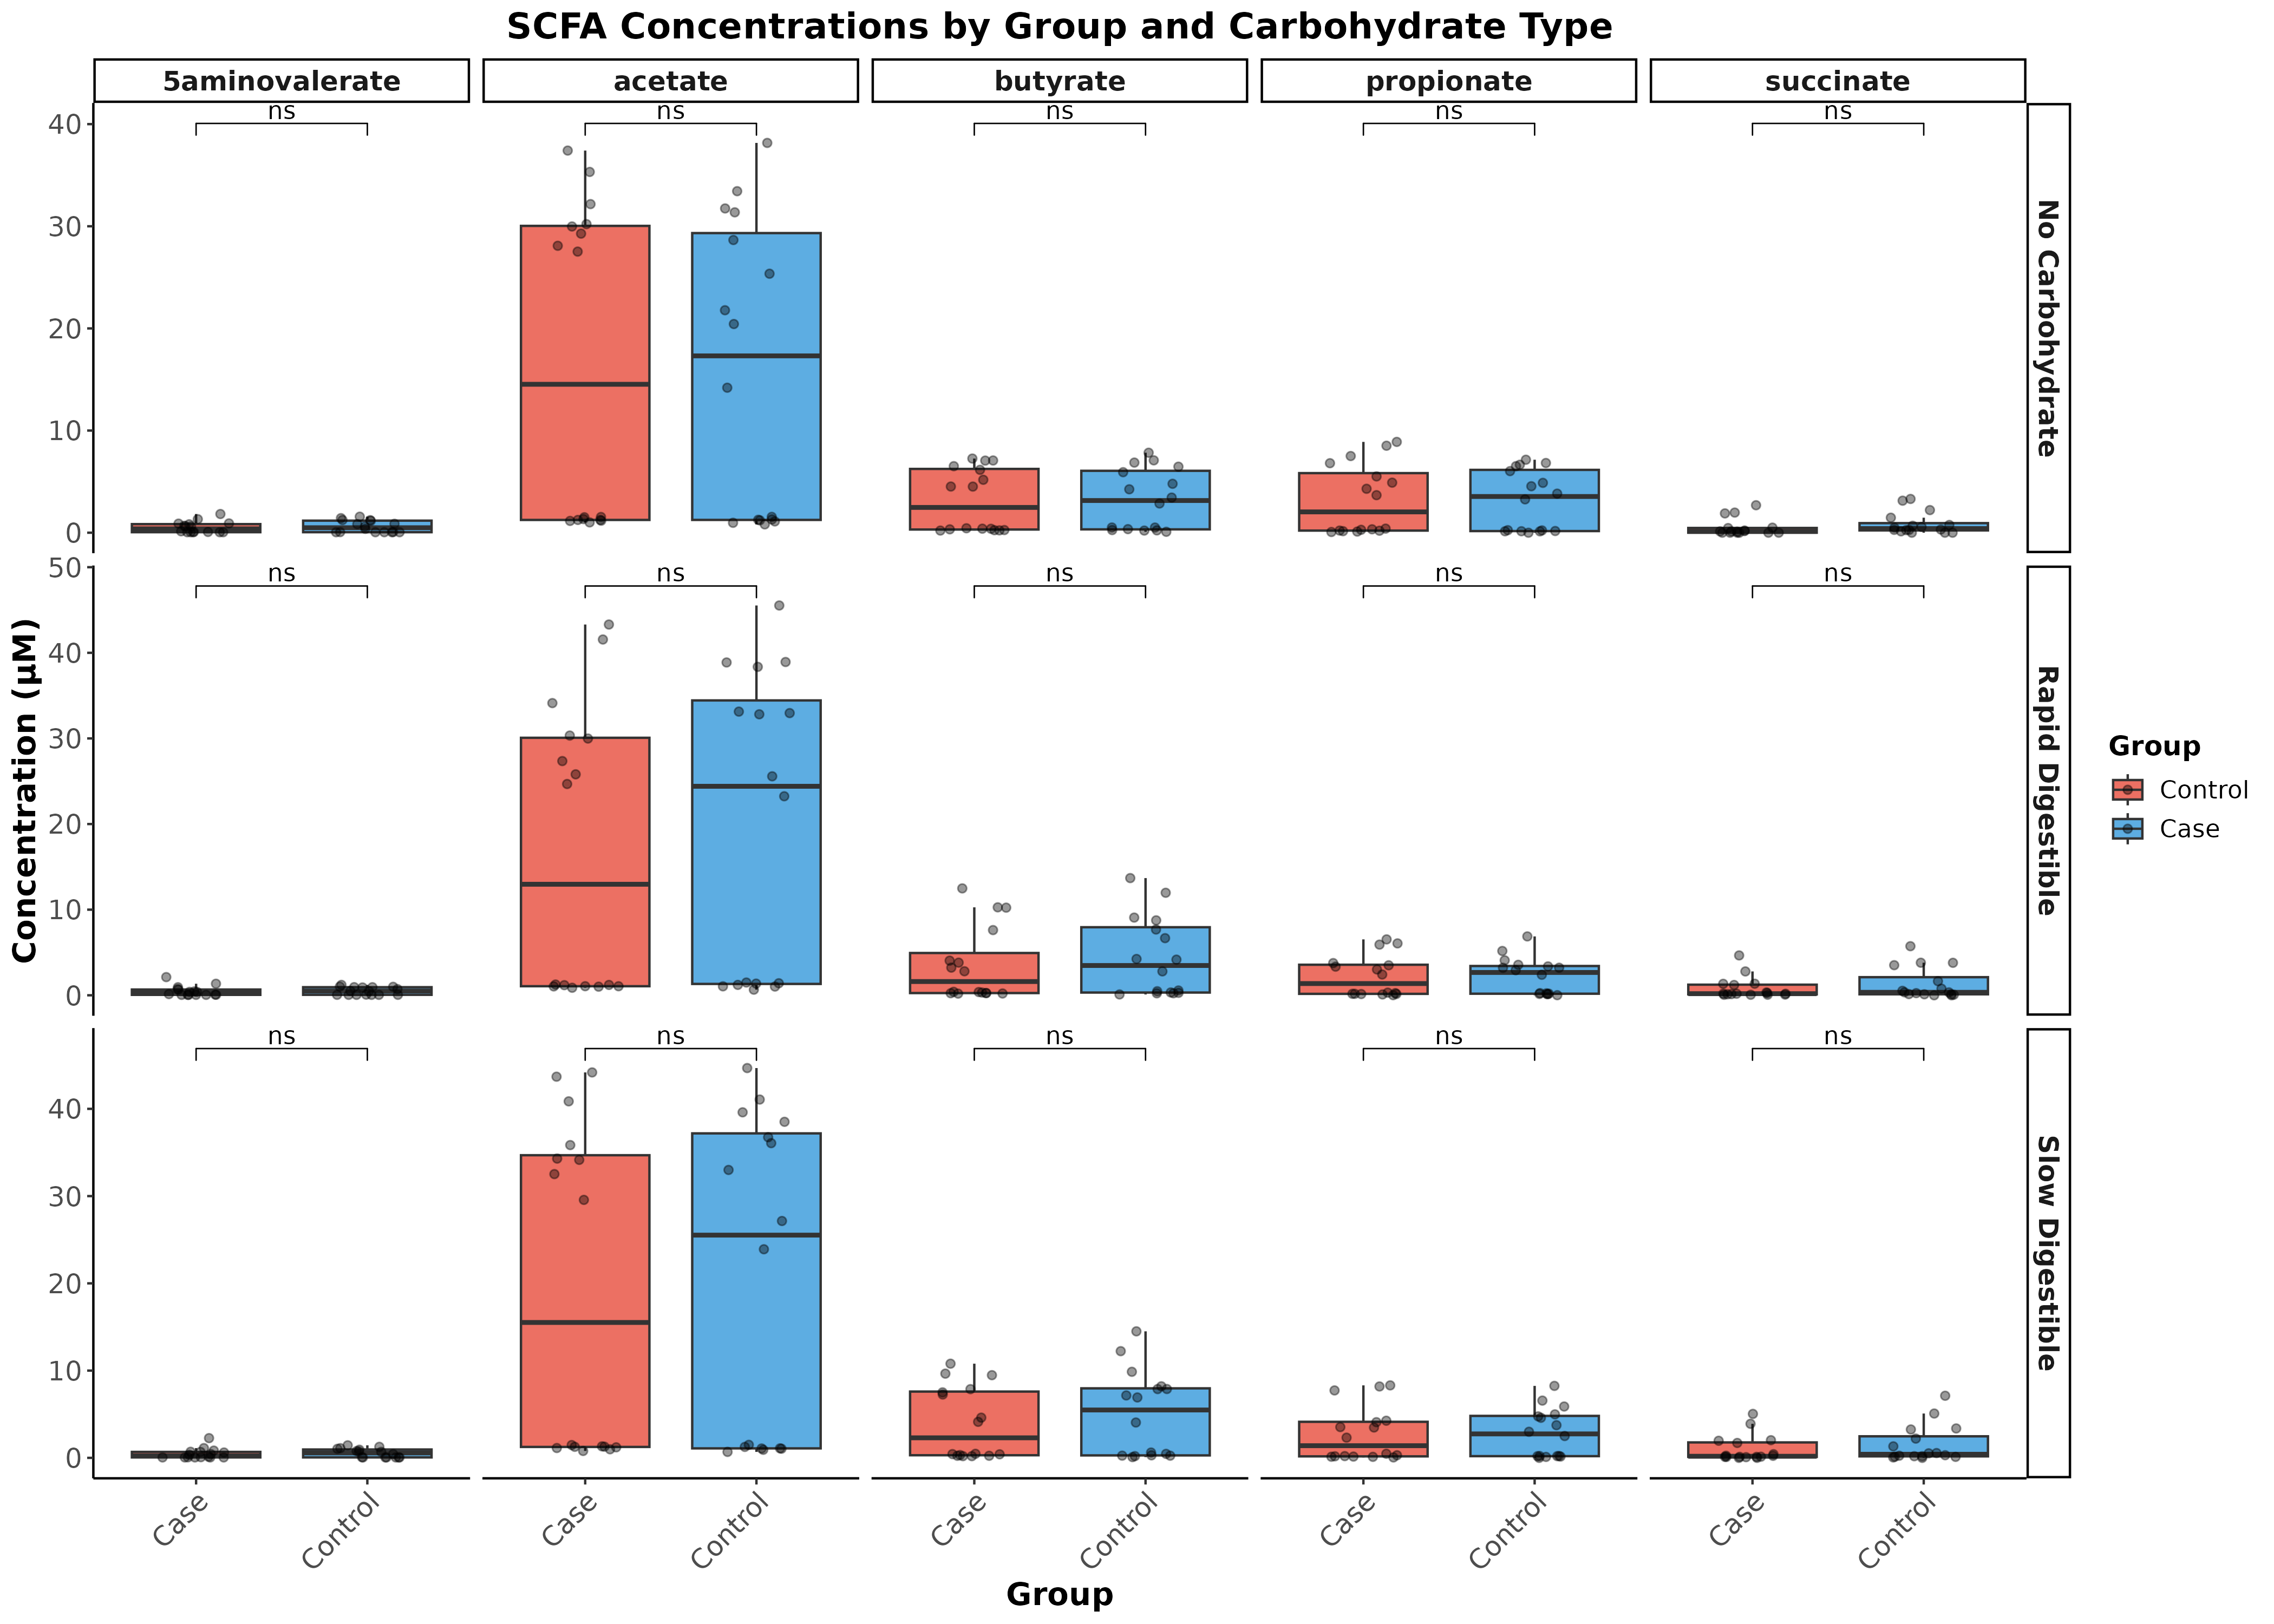 SCFA Concentrations by Group and Carbohydrate Type
5aminovalerate acetate butyrate propionate succinate
ns ns ns ns ns
40
30
20
10
0
No Carbohydrate
ns ns ns ns ns
50
40
30
20
10
0
Rapid Digestible
ns ns ns ns ns
40
30
20
10
0
Slow Digestible
Concentration (µM)
Case Control Case Control Case Control Case Control Case Control
Group
Group
Control
Case